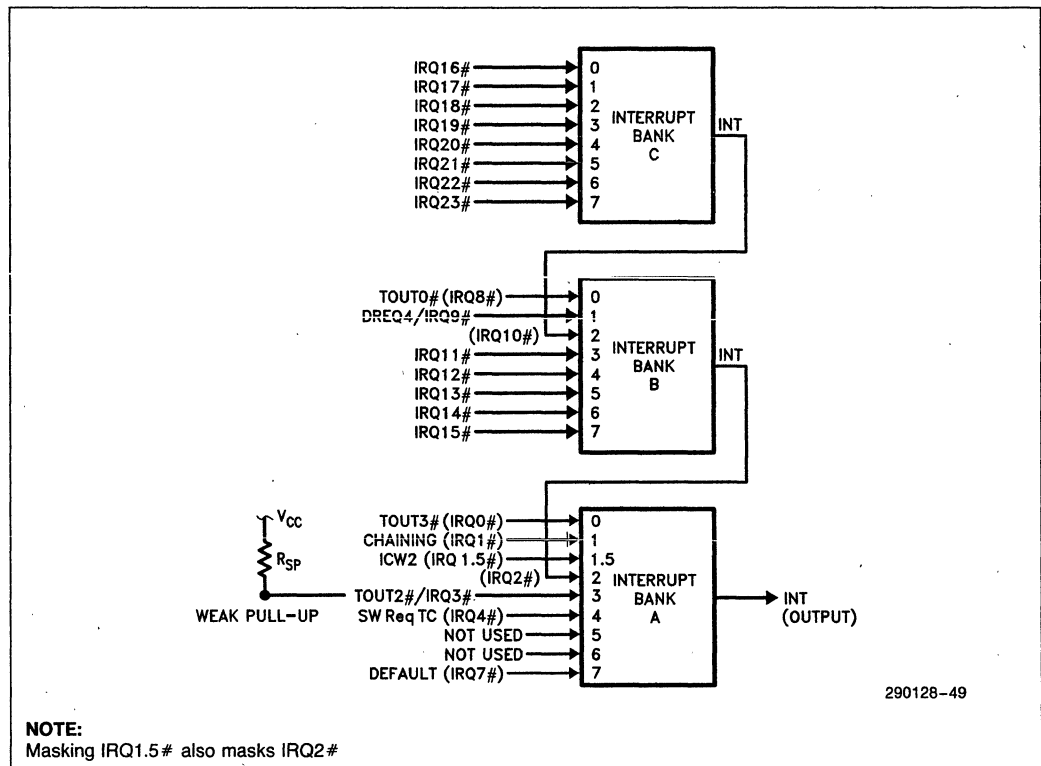 IRQ16# 0
IRQ17# 1
IRQ18# 2
IRQ19# 3
IRQ20# 4
IRQ21# 5
IRQ22# 6
IRQ23# 7
INTERRUPT
BANK
C
INT
TOUT0# (IRQ8#) 0
DREQ4/IRQ9# 1
(IRQ10#) 2
IRQ11# 3
IRQ12# 4
IRQ13# 5
IRQ14# 6
IRQ15# 7
INTERRUPT
BANK
B
INT
VCC
RSP
WEAK PULL-UP
TOUT3# (IRQ0#) 0
CHAINING (IRQ1#) 1
ICW2 (IRQ 1.5#) 1.5
(IRQ2#) 2
TOUT2#/IRQ3# 3
SW Req TC (IRQ4#) 4
NOT USED 5
NOT USED 6
DEFAULT (IRQ7#) 7
INTERRUPT
BANK
A
INT
(OUTPUT)
290128-49
NOTE:
Masking IRQ1.5# also masks IRQ2#